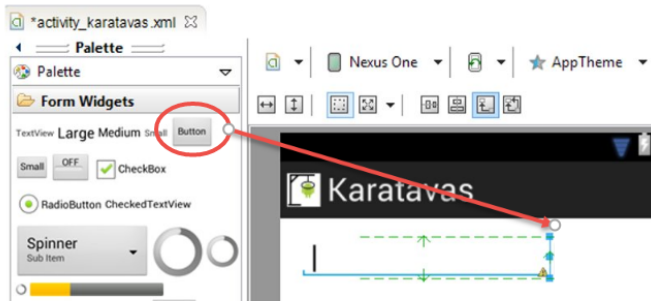 *activity_karatavas.xml
Palette
Palette
Nexus One
AppTheme
Form Widgets
TextView Large Medium Small Button
Small OFF CheckBox
RadioButton CheckedTextView
Karatavas
Spinner
Sub Item